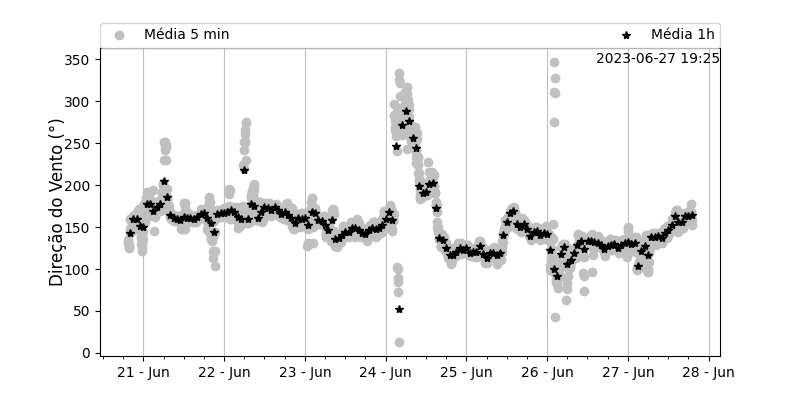 Média 5 min
Média 1h
2023-06-27 19:25
Direção do Vento (°)
350
300
250
200
150
100
50
0
21 - Jun
22 - Jun
23 - Jun
24 - Jun
25 - Jun
26 - Jun
27 - Jun
28 - Jun